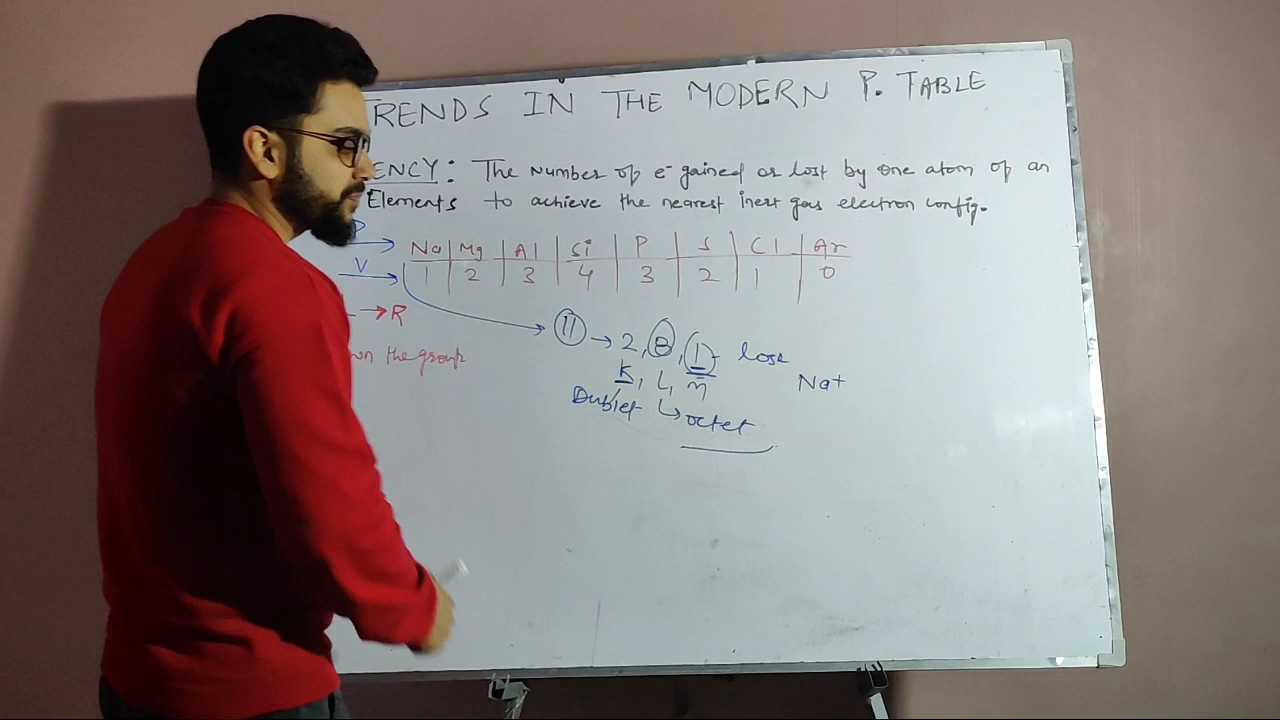 TRENDS IN THE MODERN P. TABLE
ENCY : The Number of e⁻ gained or lost by one atom of an
Elements to achieve the nearest inert gas electron config.
P → Na | Mg | Al | Si | P | S | Cl | Ar
V → 1 | 2 | 3 | 4 | 3 | 2 | 1 | 0
→ R
wn the group
11 → 2, 8, 1 - lose
K, L, M
Na+
Dublet ↳ octet